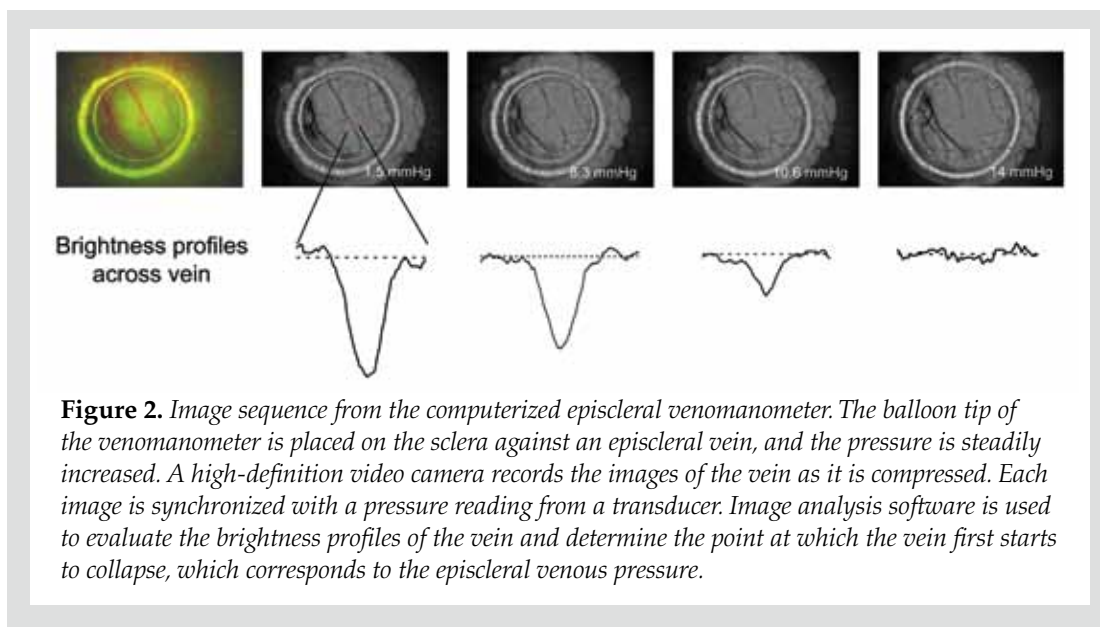 1.5 mmHg
8.3 mmHg
10.6 mmHg
14 mmHg
Brightness profiles
across vein
Figure 2. Image sequence from the computerized episcleral venomanometer. The balloon tip of
the venomanometer is placed on the sclera against an episcleral vein, and the pressure is steadily
increased. A high-definition video camera records the images of the vein as it is compressed. Each
image is synchronized with a pressure reading from a transducer. Image analysis software is used
to evaluate the brightness profiles of the vein and determine the point at which the vein first starts
to collapse, which corresponds to the episcleral venous pressure.